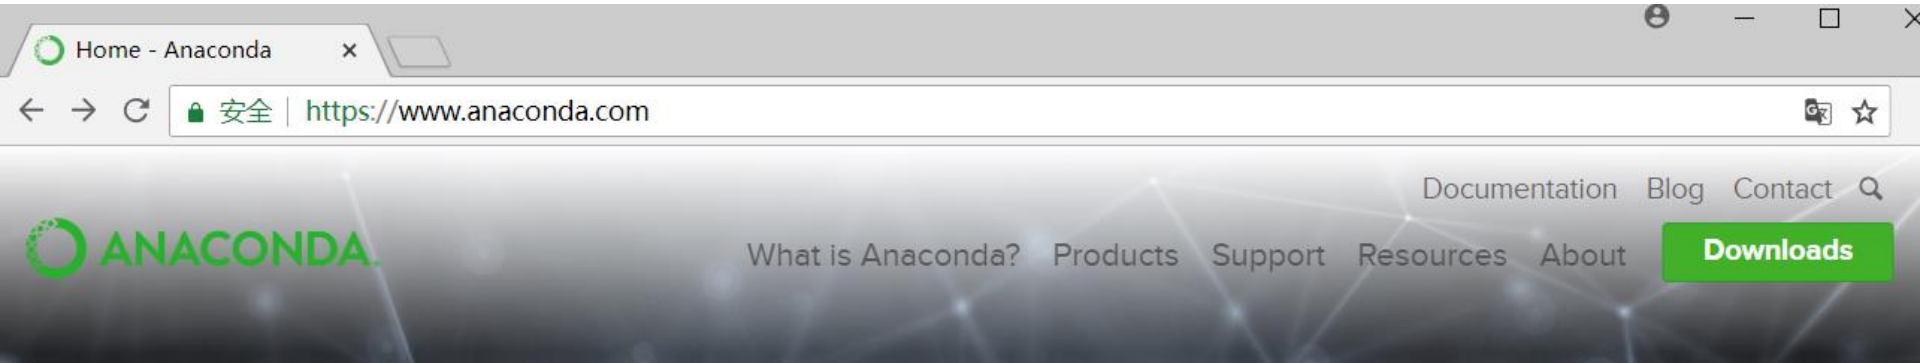 Home - Anaconda
安全 | https://www.anaconda.com
Documentation Blog Contact
ANACONDA.
What is Anaconda? Products Support Resources About Downloads